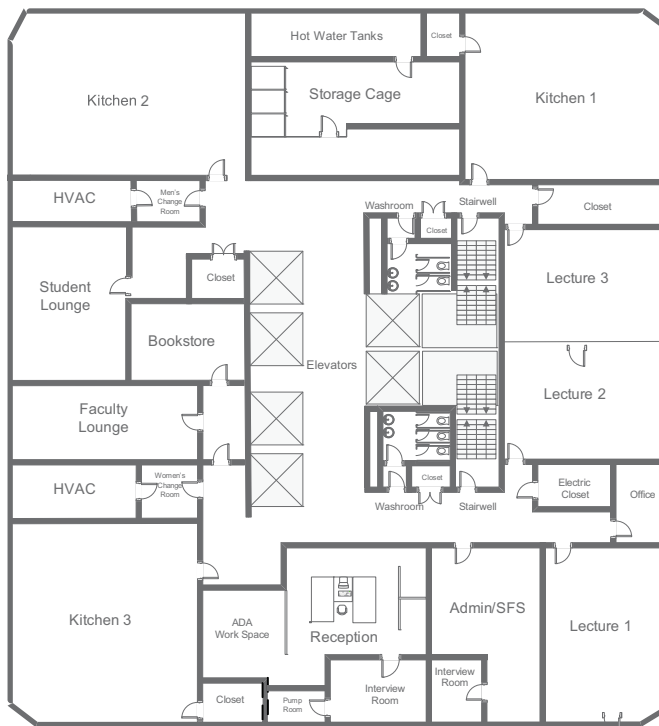 Hot Water Tanks
Closet
Kitchen 2
Storage Cage
Kitchen 1
HVAC
Men's
Change
Room
Washroom
Stairwell
Closet
Closet
Student
Lounge
Closet
Lecture 3
Bookstore
Elevators
Lecture 2
Faculty
Lounge
HVAC
Women's
Change
Room
Closet
Electric
Closet
Office
Washroom
Stairwell
Kitchen 3
ADA
Work Space
Reception
Admin/SFS
Lecture 1
Closet
Pump
Room
Interview
Room
Interview
Room